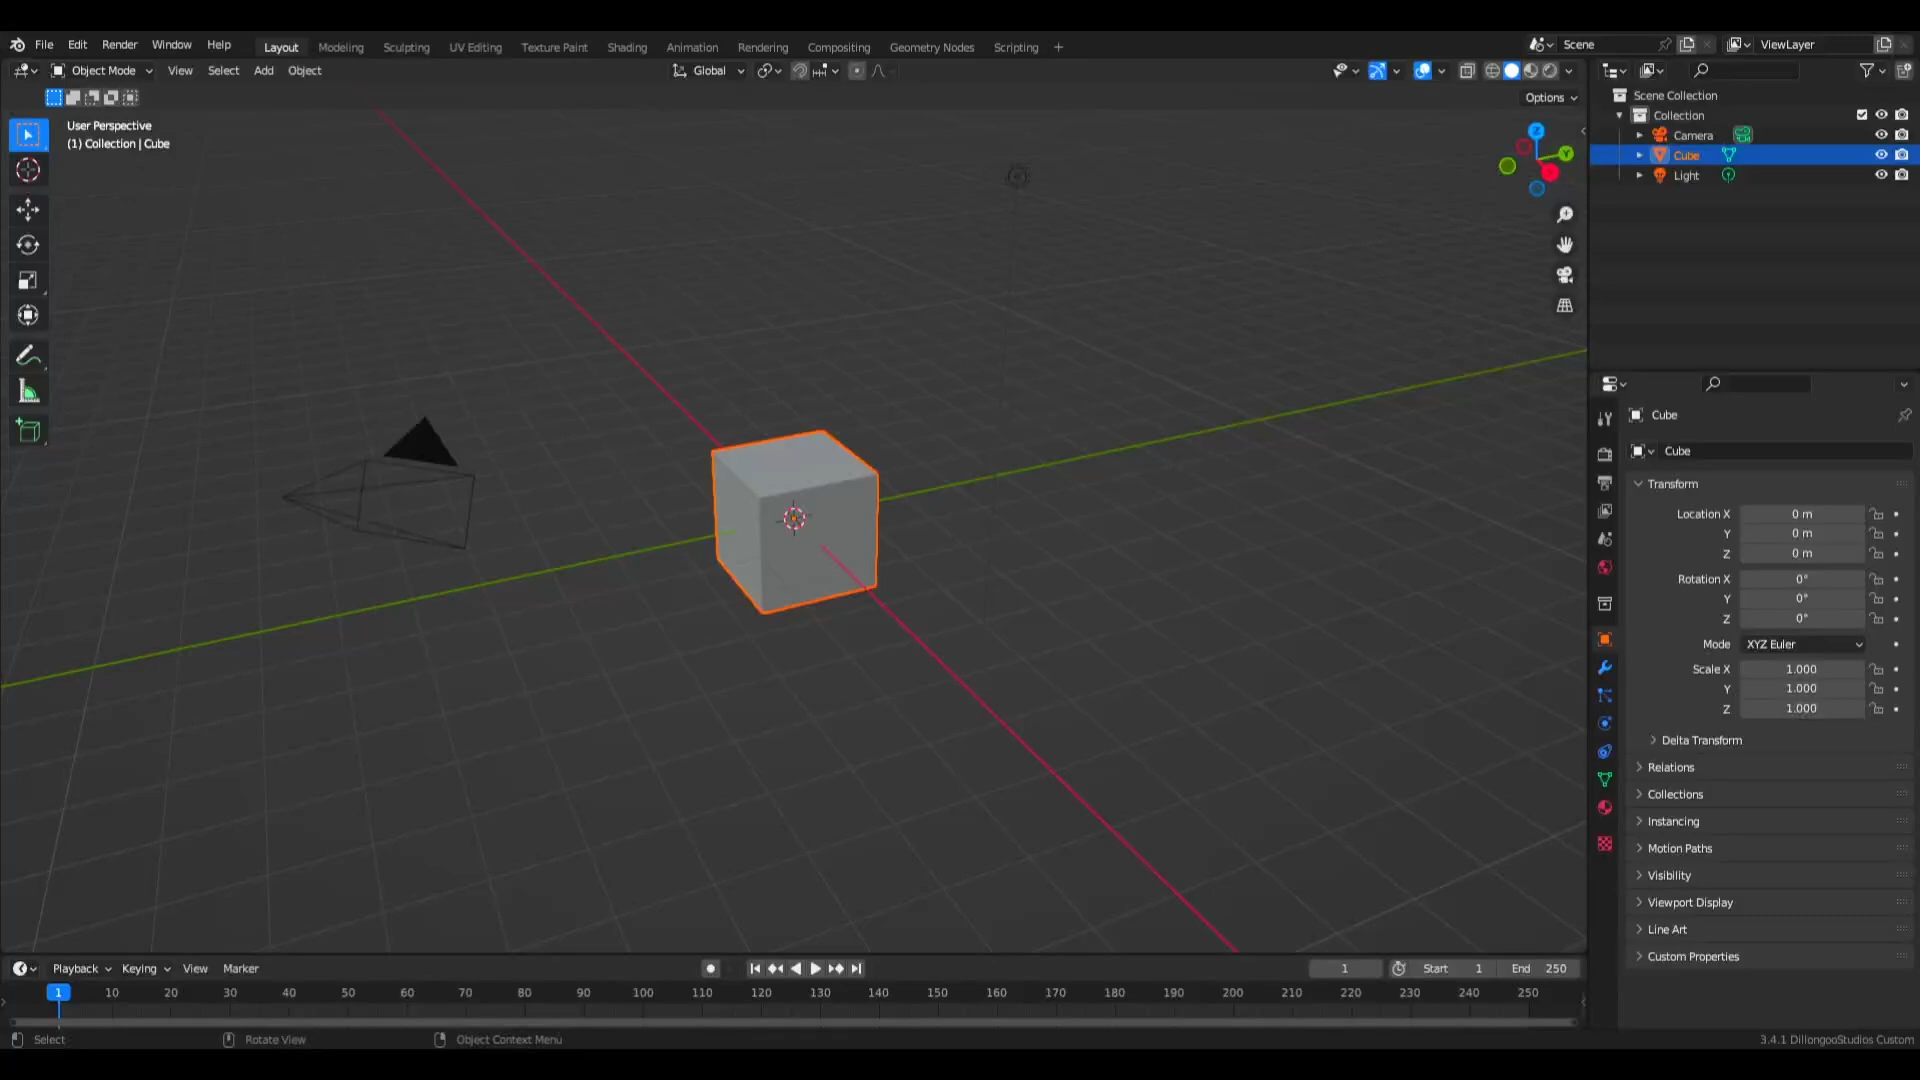 File Edit Render Window Help Layout Modeling Sculpting UV Editing Texture Paint Shading Animation Rendering Compositing Geometry Nodes Scripting + Scene ViewLayer
Object Mode View Select Add Object Global
Options
User Perspective
(1) Collection | Cube
Z
Y
Scene Collection
Collection
Camera
Cube
Light
Cube
Cube
Transform
Location X 0 m
Y 0 m
Z 0 m
Rotation X 0°
Y 0°
Z 0°
Mode XYZ Euler
Scale X 1.000
Y 1.000
Z 1.000
Delta Transform
Relations
Collections
Instancing
Motion Paths
Visibility
Viewport Display
Line Art
Custom Properties
Playback Keying View Marker 1 Start 1 End 250
1 10 20 30 40 50 60 70 80 90 100 110 120 130 140 150 160 170 180 190 200 210 220 230 240 250
Select Rotate View Object Context Menu 3.4.1 DillongooStudios Custom